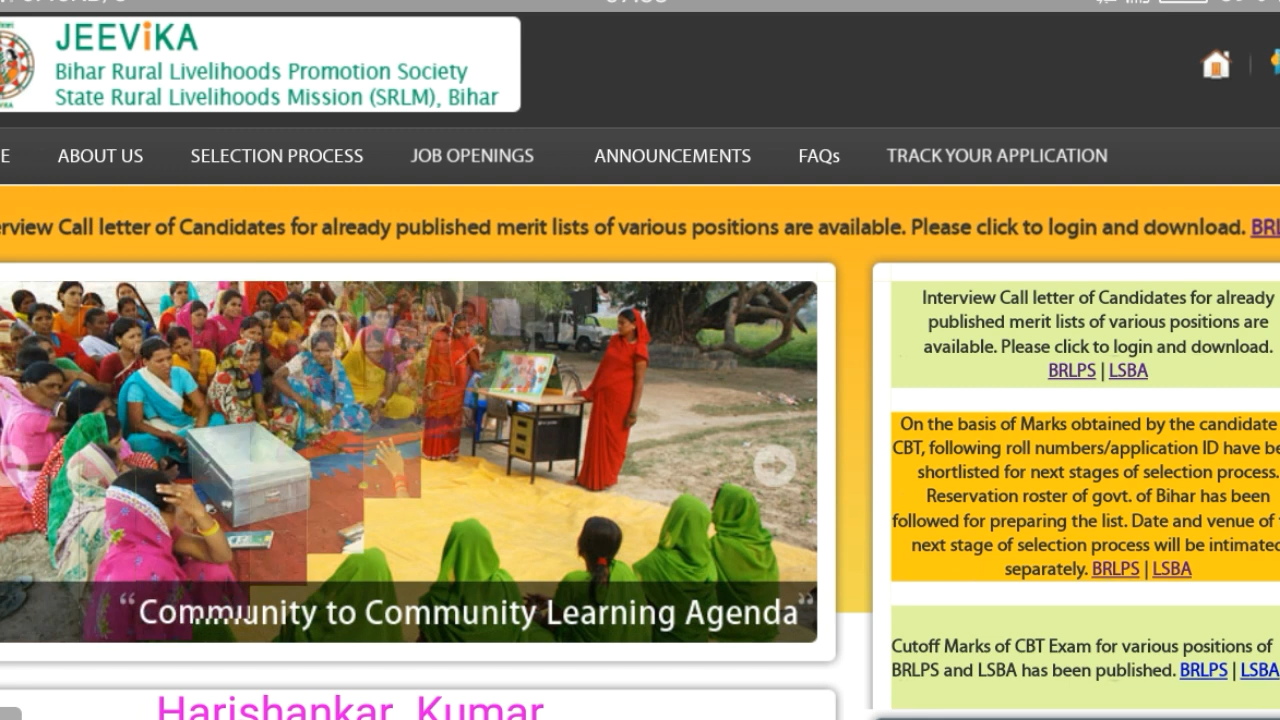 JEEViKA
Bihar Rural Livelihoods Promotion Society
State Rural Livelihoods Mission (SRLM), Bihar
E ABOUT US SELECTION PROCESS JOB OPENINGS ANNOUNCEMENTS FAQs TRACK YOUR APPLICATION
erview Call letter of Candidates for already published merit lists of various positions are available. Please click to login and download. BRL
“Community to Community Learning Agenda”
Interview Call letter of Candidates for already
published merit lists of various positions are
available. Please click to login and download.
BRLPS | LSBA
On the basis of Marks obtained by the candidate
CBT, following roll numbers/application ID have be
shortlisted for next stages of selection process.
Reservation roster of govt. of Bihar has been
followed for preparing the list. Date and venue of
next stage of selection process will be intimated
separately. BRLPS | LSBA
Cutoff Marks of CBT Exam for various positions of
BRLPS and LSBA has been published. BRLPS | LSBA
Harishankar Kumar